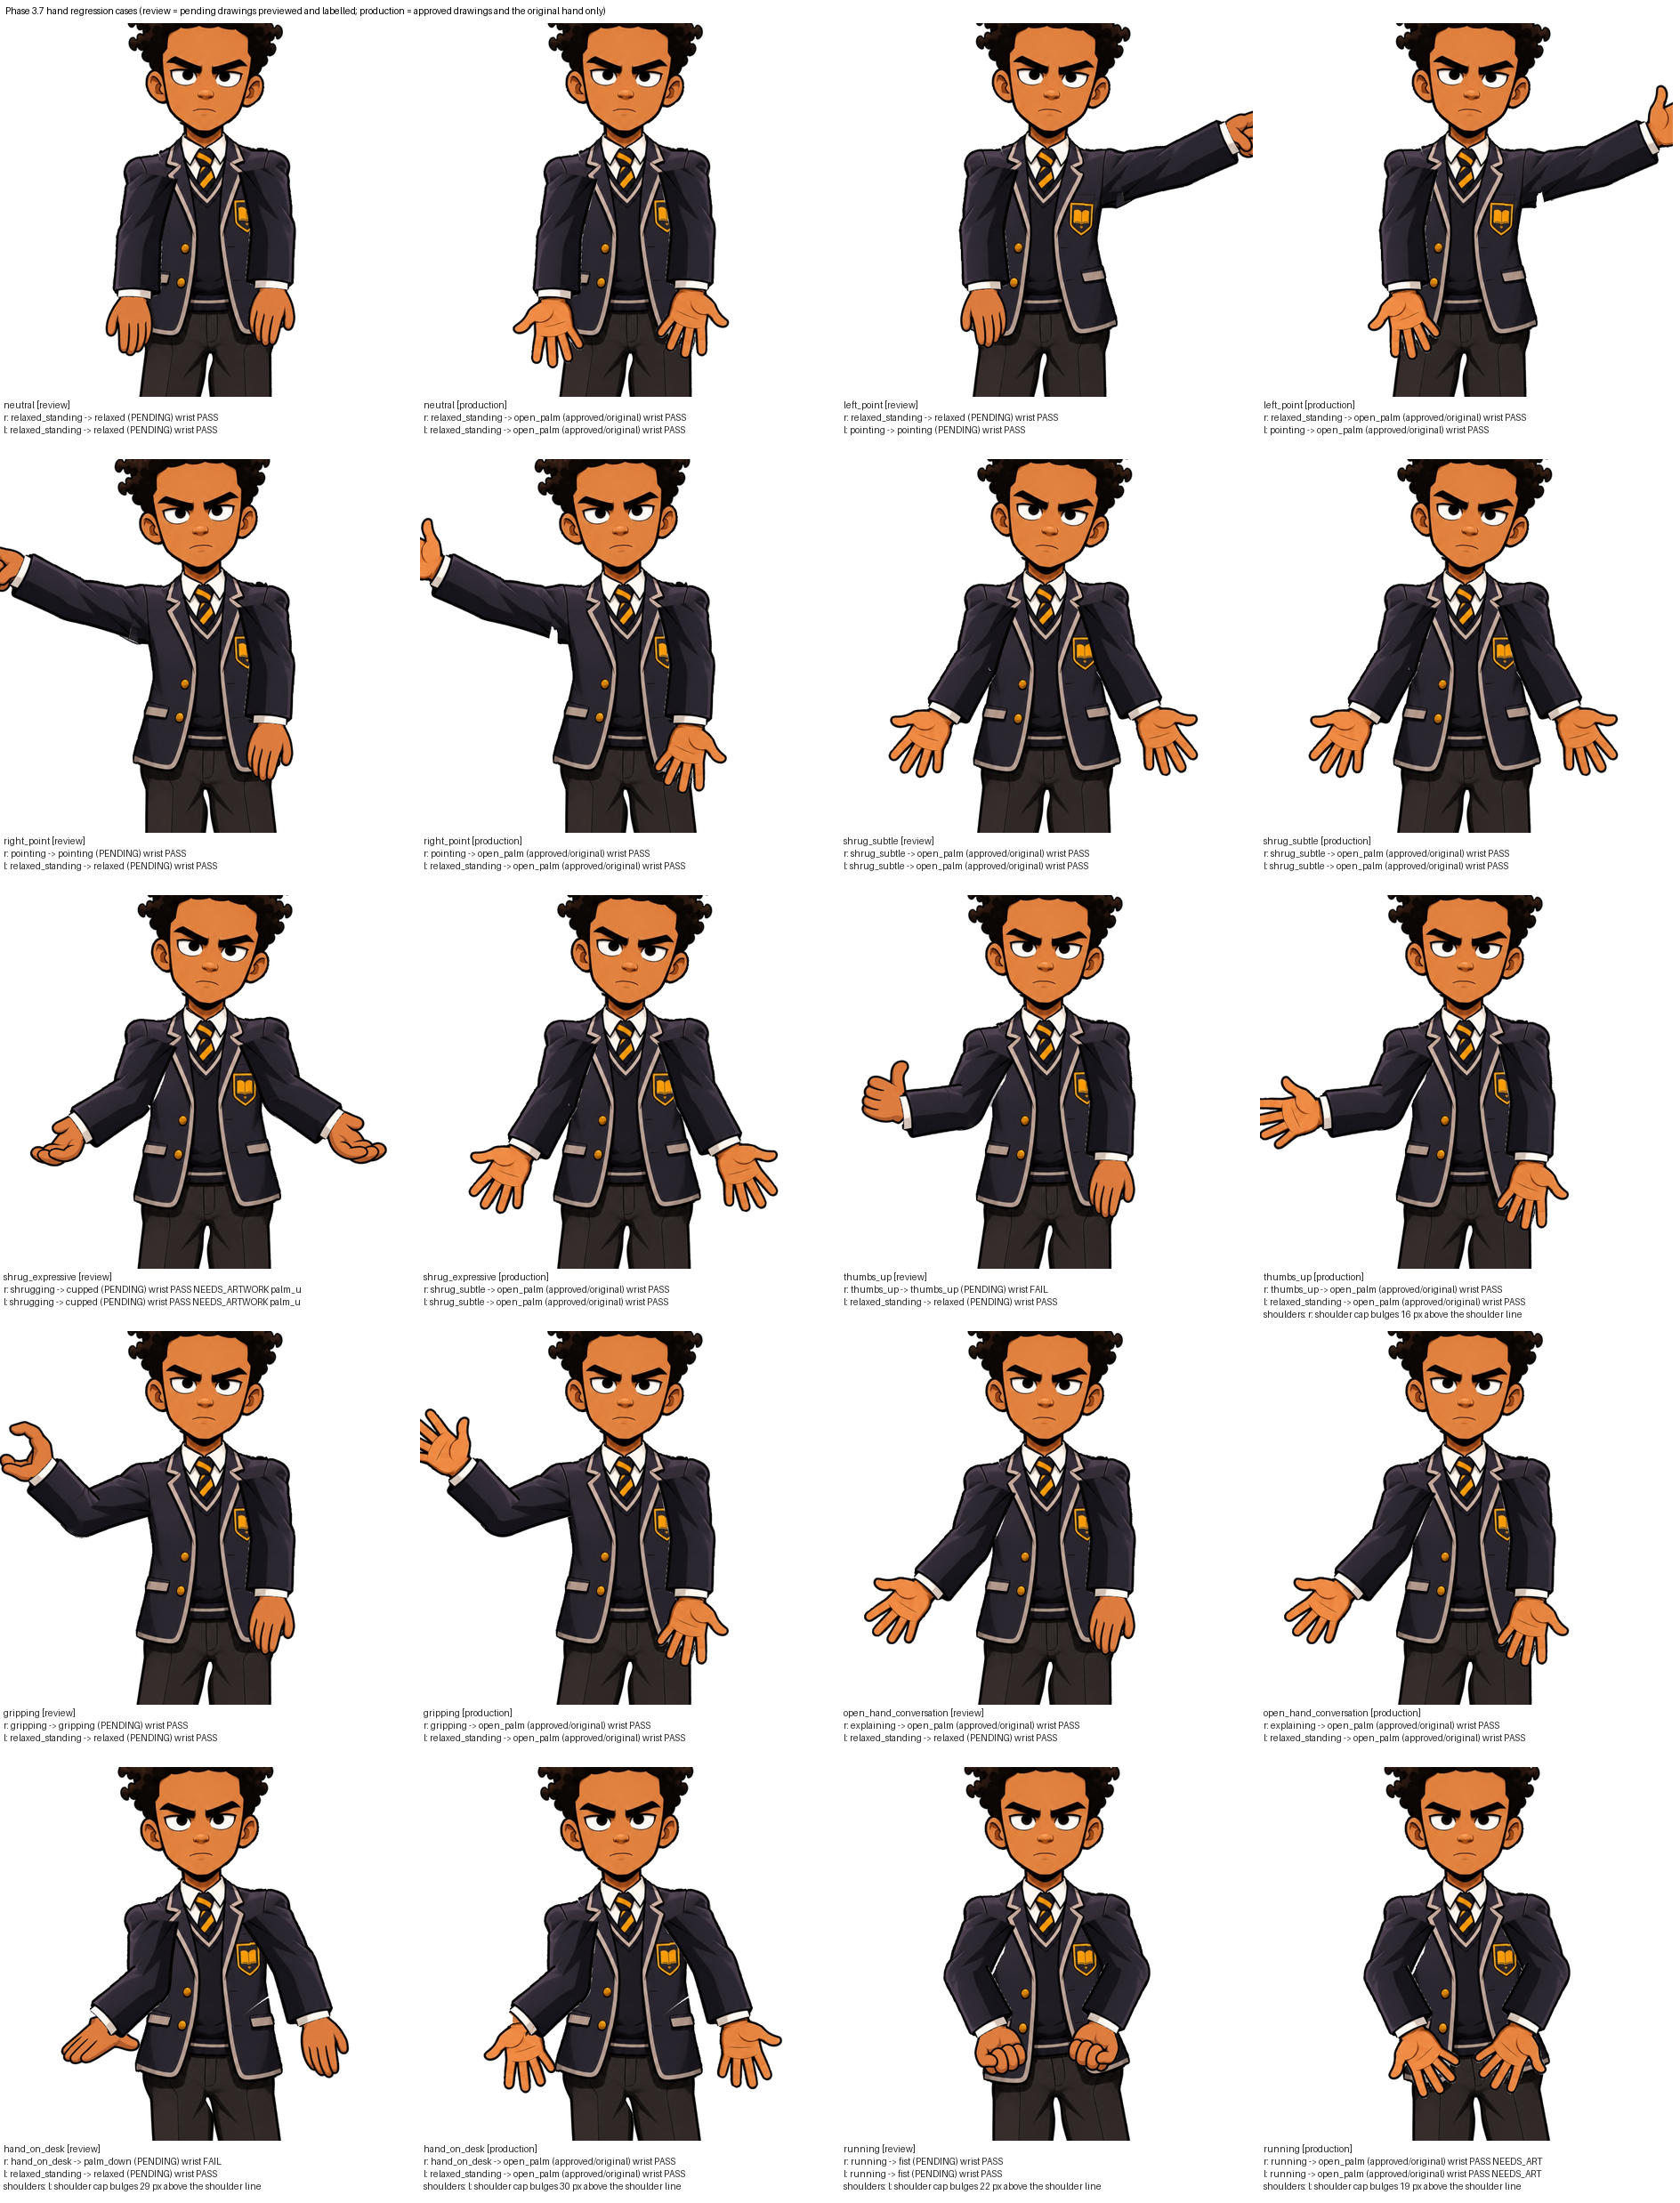 Phase 3.7 hand regression cases (review = pending drawings previewed and labelled; production = approved drawings and the original hand only)
neutral [review]
r: relaxed_standing -> relaxed (PENDING) wrist PASS
l: relaxed_standing -> relaxed (PENDING) wrist PASS
neutral [production]
r: relaxed_standing -> open_palm (approved/original) wrist PASS
l: relaxed_standing -> open_palm (approved/original) wrist PASS
left_point [review]
r: relaxed_standing -> relaxed (PENDING) wrist PASS
l: pointing -> pointing (PENDING) wrist PASS
left_point [production]
r: relaxed_standing -> open_palm (approved/original) wrist PASS
l: pointing -> open_palm (approved/original) wrist PASS
right_point [review]
r: pointing -> pointing (PENDING) wrist PASS
l: relaxed_standing -> relaxed (PENDING) wrist PASS
right_point [production]
r: pointing -> open_palm (approved/original) wrist PASS
l: relaxed_standing -> open_palm (approved/original) wrist PASS
shrug_subtle [review]
r: shrug_subtle -> open_palm (approved/original) wrist PASS
l: shrug_subtle -> open_palm (approved/original) wrist PASS
shrug_subtle [production]
r: shrug_subtle -> open_palm (approved/original) wrist PASS
l: shrug_subtle -> open_palm (approved/original) wrist PASS
shrug_expressive [review]
r: shrugging -> cupped (PENDING) wrist PASS NEEDS_ARTWORK palm_u
l: shrugging -> cupped (PENDING) wrist PASS NEEDS_ARTWORK palm_u
shrug_expressive [production]
r: shrug_subtle -> open_palm (approved/original) wrist PASS
l: shrug_subtle -> open_palm (approved/original) wrist PASS
thumbs_up [review]
r: thumbs_up -> thumbs_up (PENDING) wrist FAIL
l: relaxed_standing -> relaxed (PENDING) wrist PASS
thumbs_up [production]
r: thumbs_up -> open_palm (approved/original) wrist PASS
l: relaxed_standing -> open_palm (approved/original) wrist PASS
shoulders: r: shoulder cap bulges 16 px above the shoulder line
gripping [review]
r: gripping -> gripping (PENDING) wrist PASS
l: relaxed_standing -> relaxed (PENDING) wrist PASS
gripping [production]
r: gripping -> open_palm (approved/original) wrist PASS
l: relaxed_standing -> open_palm (approved/original) wrist PASS
open_hand_conversation [review]
r: explaining -> open_palm (approved/original) wrist PASS
l: relaxed_standing -> relaxed (PENDING) wrist PASS
open_hand_conversation [production]
r: explaining -> open_palm (approved/original) wrist PASS
l: relaxed_standing -> open_palm (approved/original) wrist PASS
hand_on_desk [review]
r: hand_on_desk -> palm_down (PENDING) wrist FAIL
l: relaxed_standing -> relaxed (PENDING) wrist PASS
shoulders: l: shoulder cap bulges 29 px above the shoulder line
hand_on_desk [production]
r: hand_on_desk -> open_palm (approved/original) wrist PASS
l: relaxed_standing -> open_palm (approved/original) wrist PASS
shoulders: l: shoulder cap bulges 30 px above the shoulder line
running [review]
r: running -> fist (PENDING) wrist PASS
l: running -> fist (PENDING) wrist PASS
shoulders: l: shoulder cap bulges 22 px above the shoulder line
running [production]
r: running -> open_palm (approved/original) wrist PASS NEEDS_ART
l: running -> open_palm (approved/original) wrist PASS NEEDS_ART
shoulders: l: shoulder cap bulges 19 px above the shoulder line